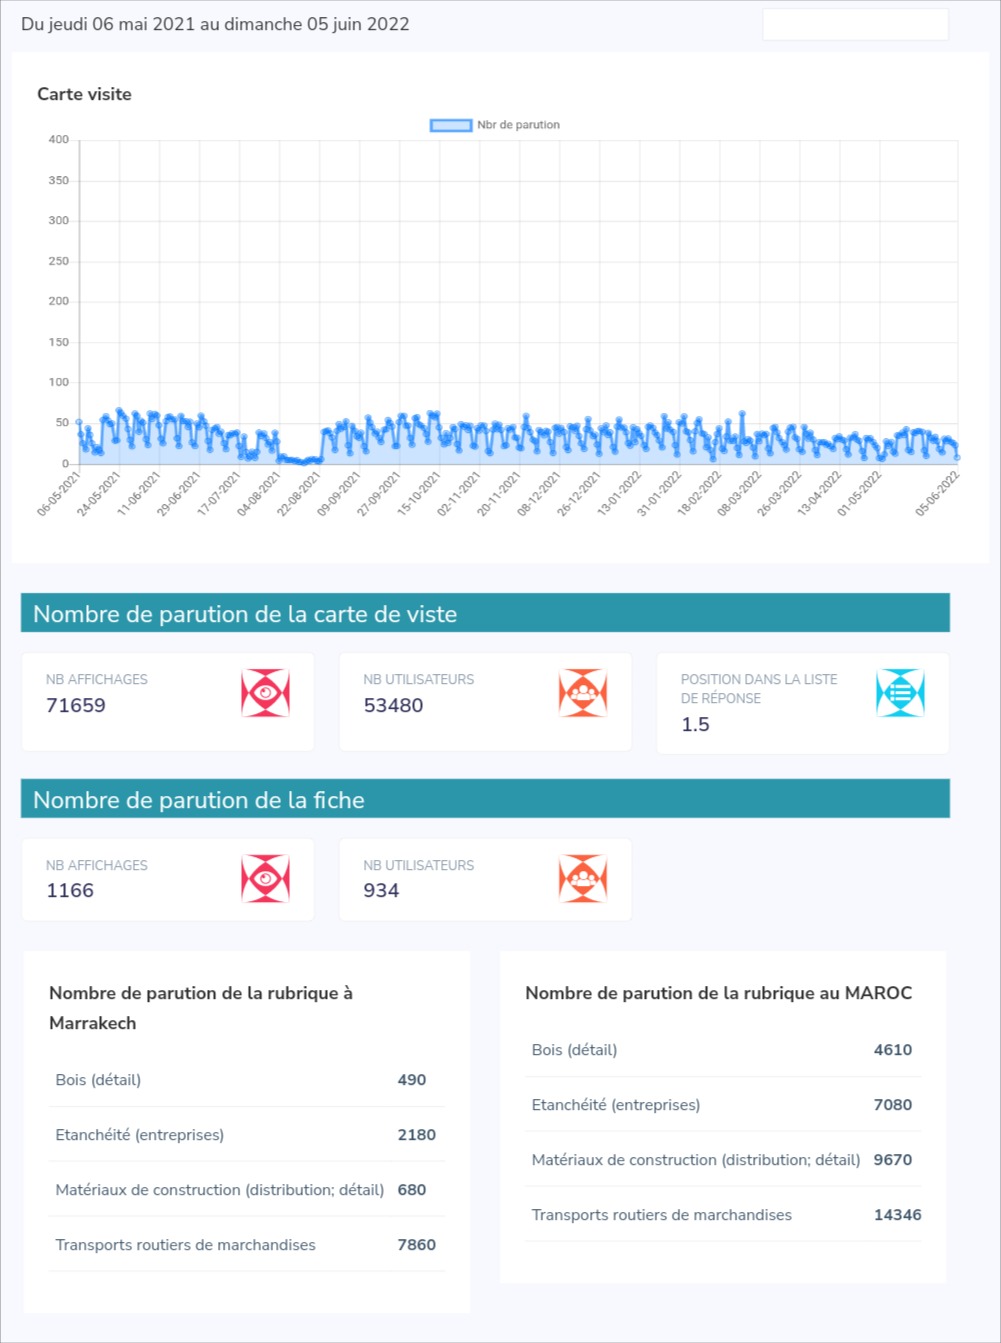 Du jeudi 06 mai 2021 au dimanche 05 juin 2022
Carte visite
Nbr de parution
400
350
300
250
200
150
100
50
0
06-05-2021
24-05-2021
11-06-2021
29-06-2021
17-07-2021
04-08-2021
22-08-2021
09-09-2021
27-09-2021
15-10-2021
02-11-2021
20-11-2021
08-12-2021
26-12-2021
13-01-2022
31-01-2022
18-02-2022
08-03-2022
26-03-2022
13-04-2022
01-05-2022
05-06-2022
Nombre de parution de la carte de viste
NB AFFICHAGES
71659
NB UTILISATEURS
53480
POSITION DANS LA LISTE
DE RÉPONSE
1.5
Nombre de parution de la fiche
NB AFFICHAGES
1166
NB UTILISATEURS
934
Nombre de parution de la rubrique à
Marrakech
Bois (détail) 490
Etanchéité (entreprises) 2180
Matériaux de construction (distribution; détail) 680
Transports routiers de marchandises 7860
Nombre de parution de la rubrique au MAROC
Bois (détail) 4610
Etanchéité (entreprises) 7080
Matériaux de construction (distribution; détail) 9670
Transports routiers de marchandises 14346